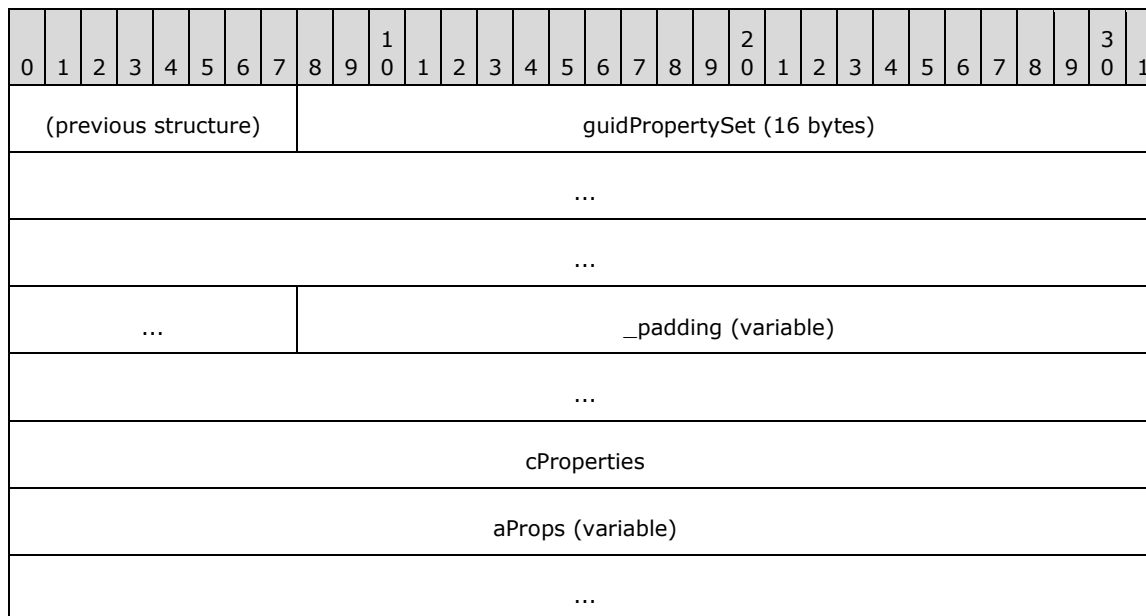 1 2 3
0 1 2 3 4 5 6 7 8 9 0 1 2 3 4 5 6 7 8 9 0 1 2 3 4 5 6 7 8 9 0 1
(previous structure) guidPropertySet (16 bytes)
...
...
... _padding (variable)
...
cProperties
aProps (variable)
...